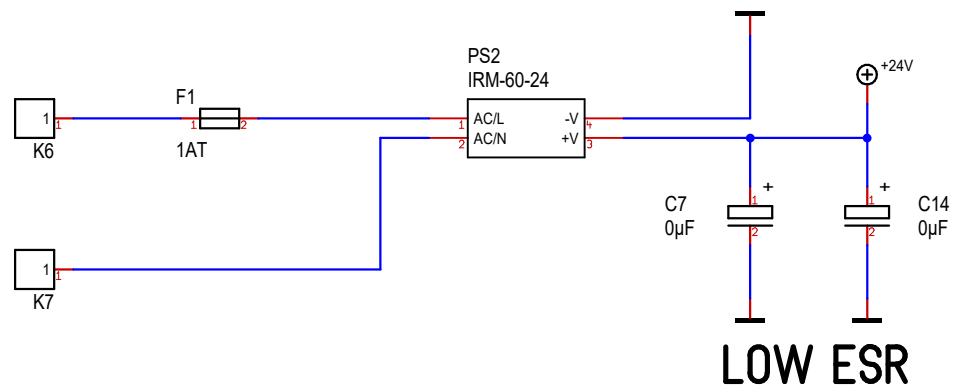 PS2
IRM-60-24
+24V
F1
1 1 1 2 1 AC/L -V 4
K6 2 AC/N +V 3
1AT
C7 + 1 + 1 C14
0µF 2 2 0µF
1 1
K7
LOW ESR